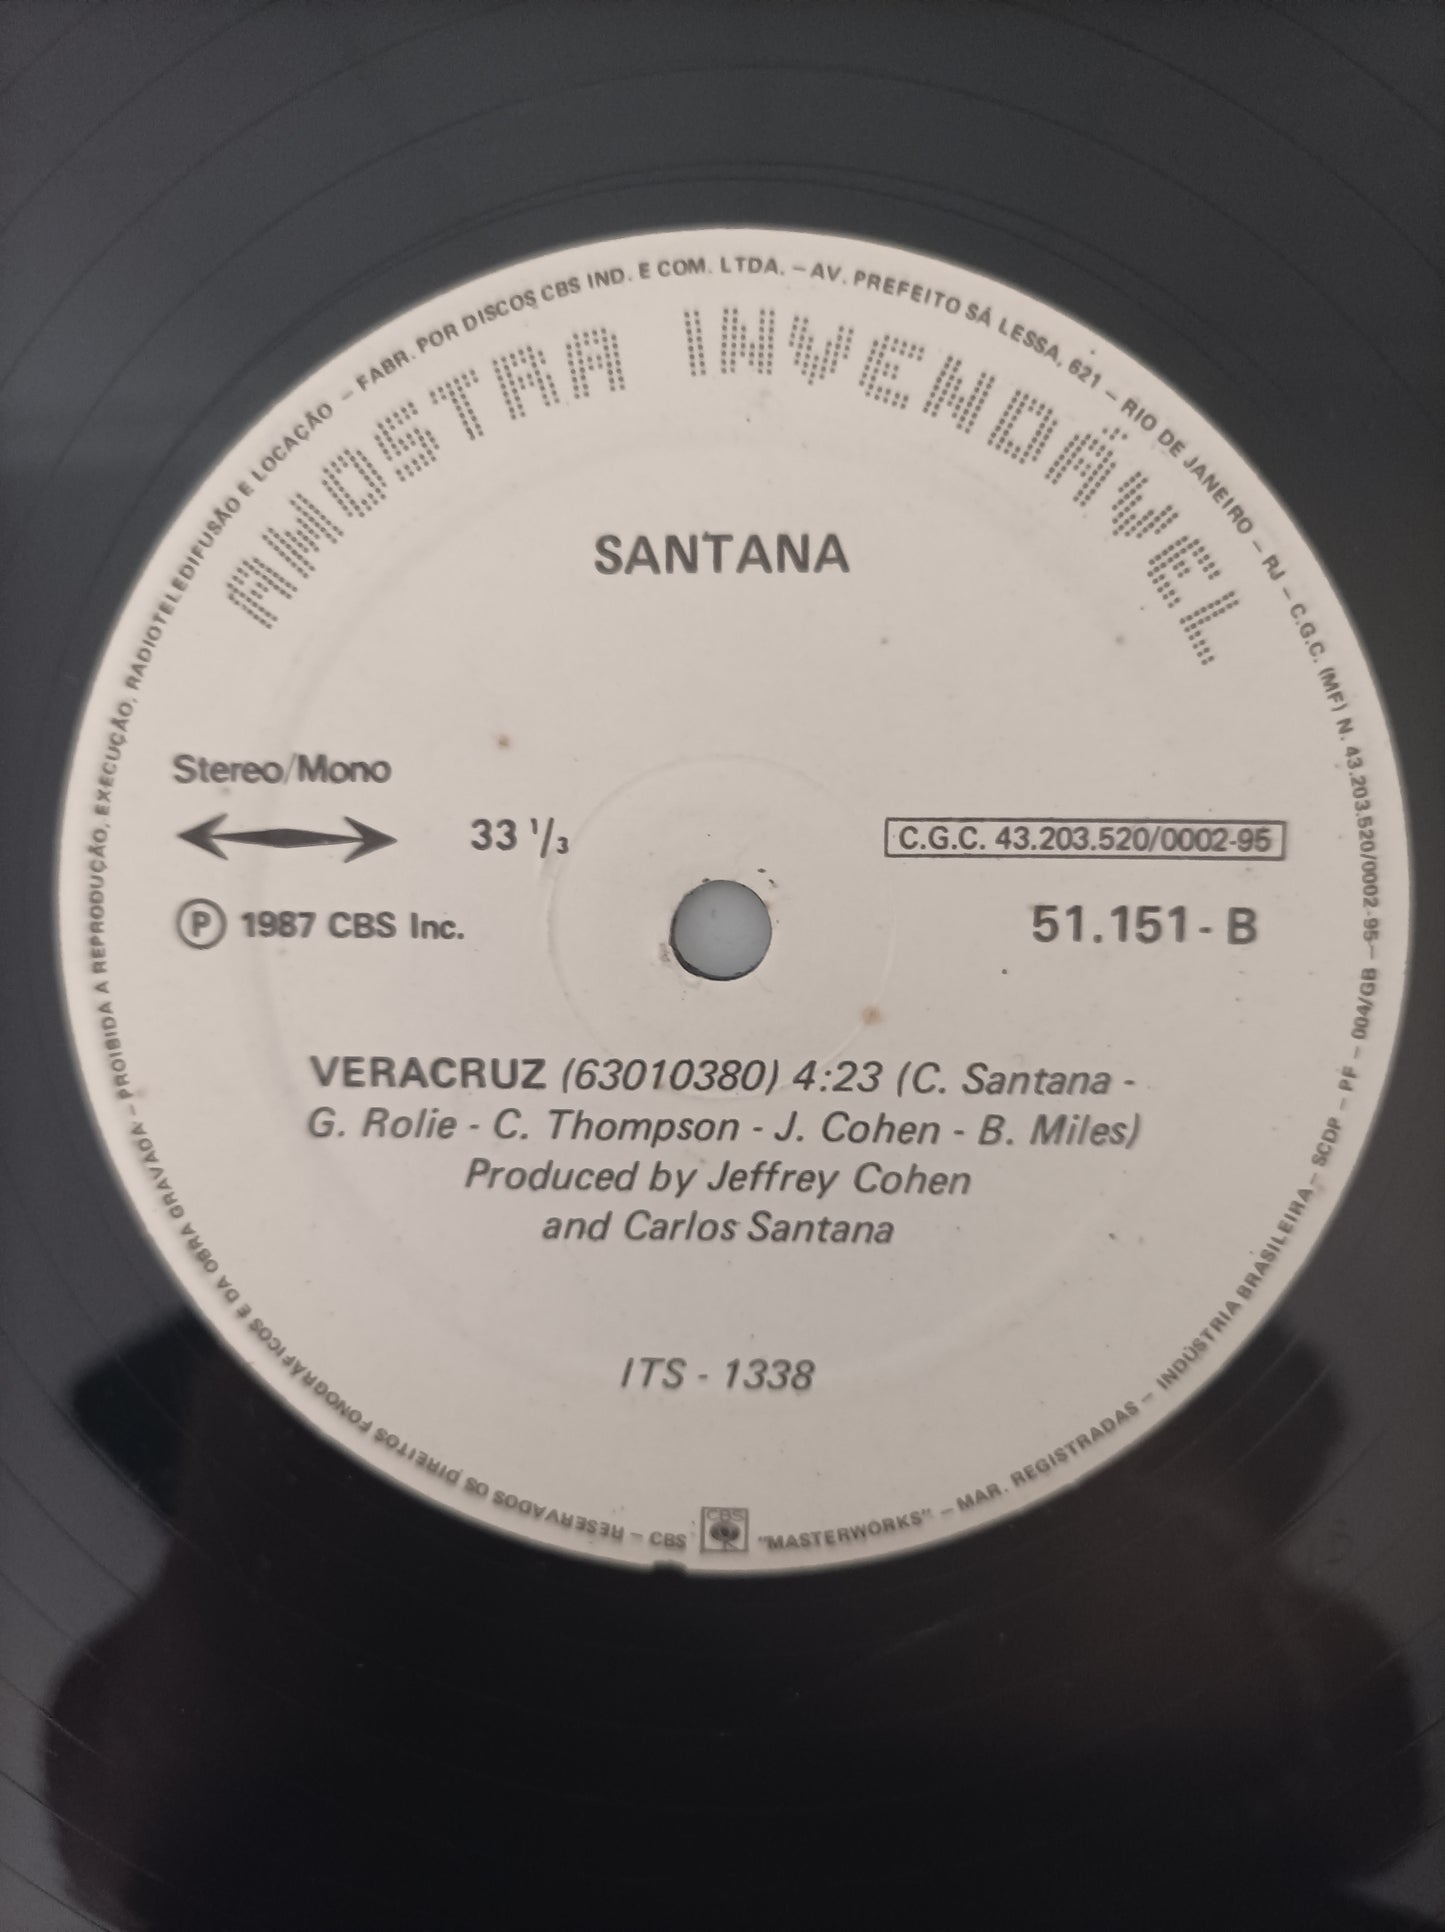 FABR. POR DISCOS CBS IND. E COM. LTDA. – AV. PREFEITO SÁ LESSA, 621 – RIO DE JANEIRO – RJ – C.G.C. (MF) N. 43.203.520/0002-95 – 004/GB – PF – SCDP – INDÚSTRIA BRASILEIRA –
AMOSTRA INVENDÁVEL
SANTANA
Stereo/Mono
33 1/3
C.G.C. 43.203.520/0002-95
Ⓟ 1987 CBS Inc.
51.151 - B
VERACRUZ (63010380) 4:23 (C. Santana -
G. Rolie - C. Thompson - J. Cohen - B. Miles)
Produced by Jeffrey Cohen
and Carlos Santana
ITS - 1338
CBS
CBS "MASTERWORKS" – MAR. REGISTRADAS –
RESERVADOS OS DIREITOS FONOGRÁFICOS E DA OBRA GRAVADA – PROIBIDA A REPRODUÇÃO, EXECUÇÃO, RADIOTELEDIFUSÃO E LOCAÇÃO –